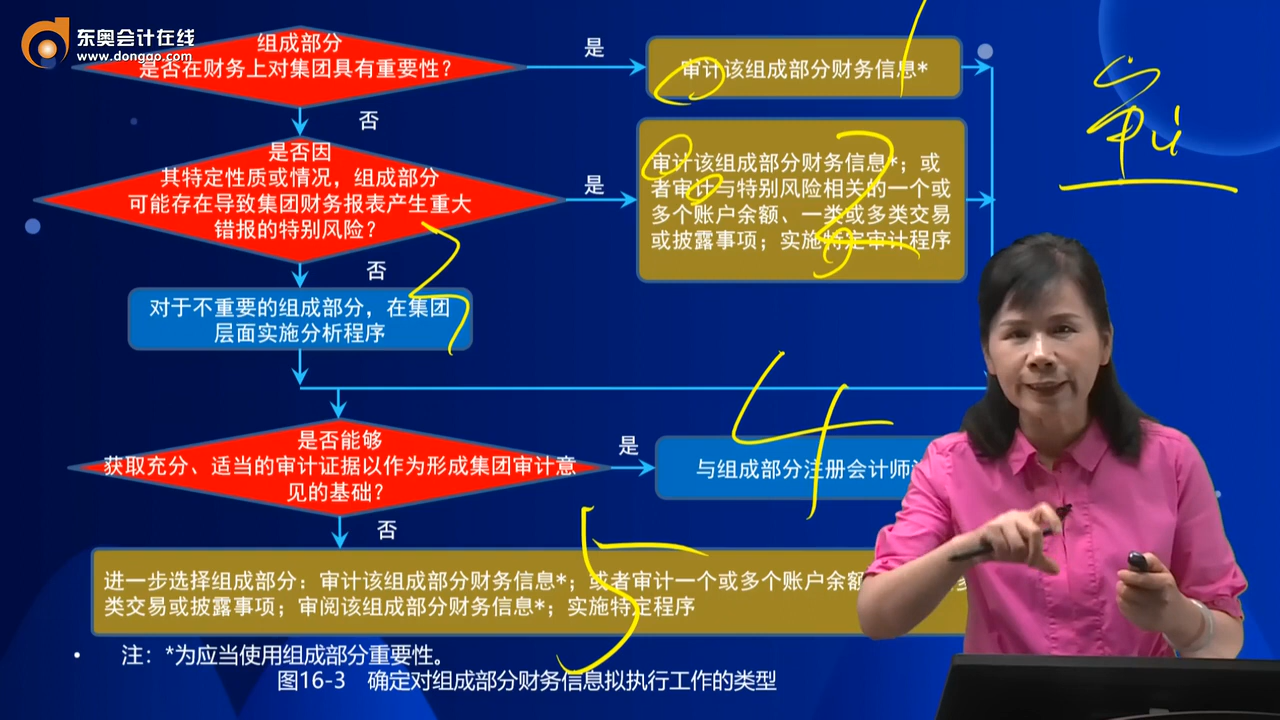 东奥会计在线
www.dongao.com
组成部分
是否在财务上对集团具有重要性?
是
审计该组成部分财务信息*
1
审计
否
是否因
其特定性质或情况，组成部分
可能存在导致集团财务报表产生重大
错报的特别风险?
是
审计该组成部分财务信息*；或
者审计与特别风险相关的一个或
多个账户余额、一类或多类交易
或披露事项；实施特定审计程序
2
否
3
对于不重要的组成部分，在集团
层面实施分析程序
是否能够
获取充分、适当的审计证据以作为形成集团审计意
见的基础?
是
与组成部分注册会计师
4
否
5
进一步选择组成部分：审计该组成部分财务信息*；或者审计一个或多个账户余额
类交易或披露事项；审阅该组成部分财务信息*；实施特定程序
• 注：*为应当使用组成部分重要性。
图16-3 确定对组成部分财务信息拟执行工作的类型